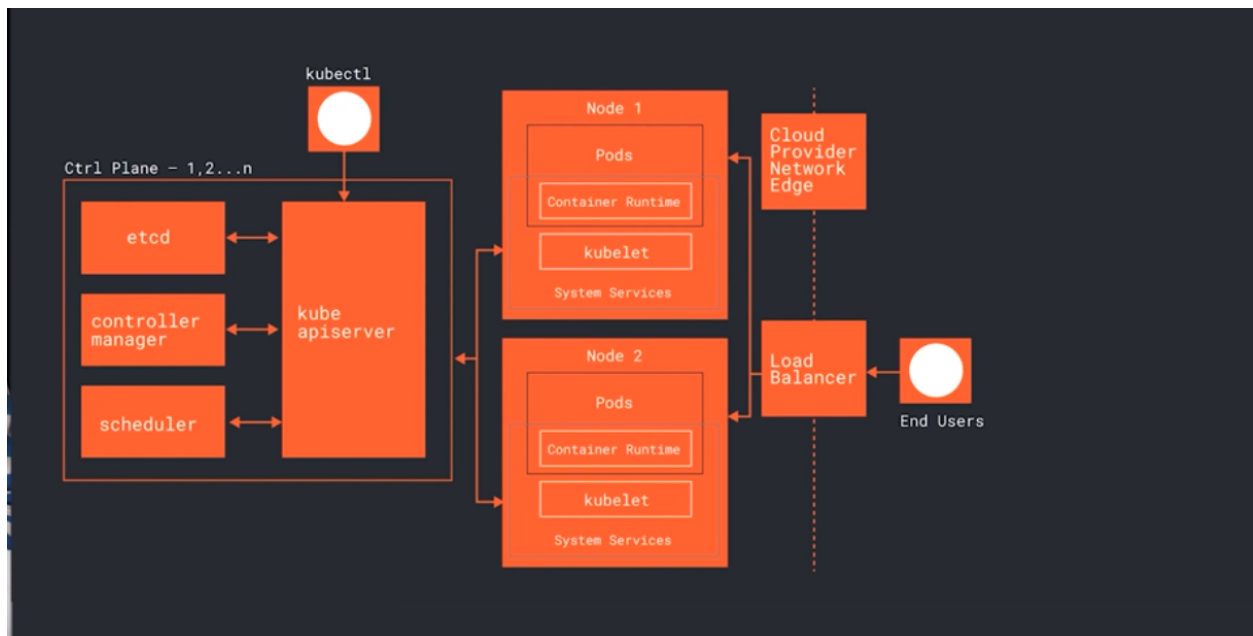 kubectl
Ctrl Plane – 1,2...n
etcd
controller
manager
scheduler
kube
apiserver
Node 1
Pods
Container Runtime
kubelet
System Services
Node 2
Pods
Container Runtime
kubelet
System Services
Cloud
Provider
Network
Edge
Load
Balancer
End Users